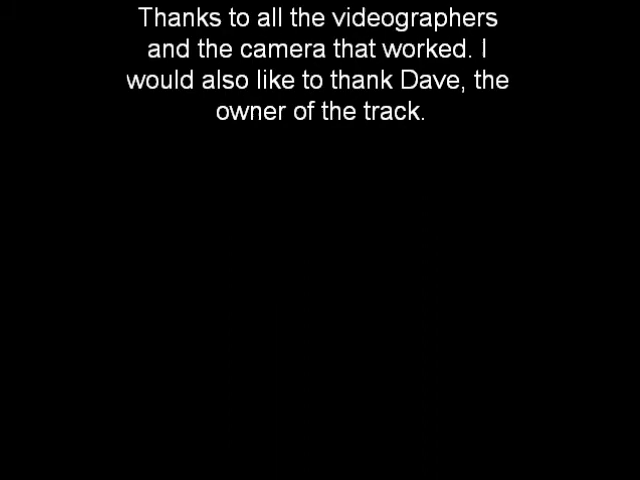 Thanks to all the videographers
and the camera that worked. I
would also like to thank Dave, the
owner of the track.